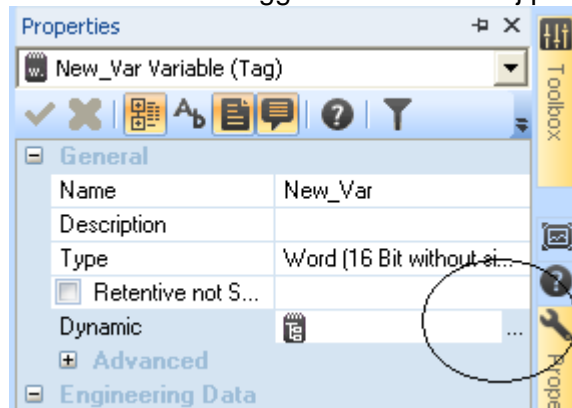 Properties
New_Var Variable (Tag)
General
Name New_Var
Description
Type Word (16 Bit without si...
Retentive not S...
Dynamic ...
Advanced
Engineering Data
Toolbox
Prope